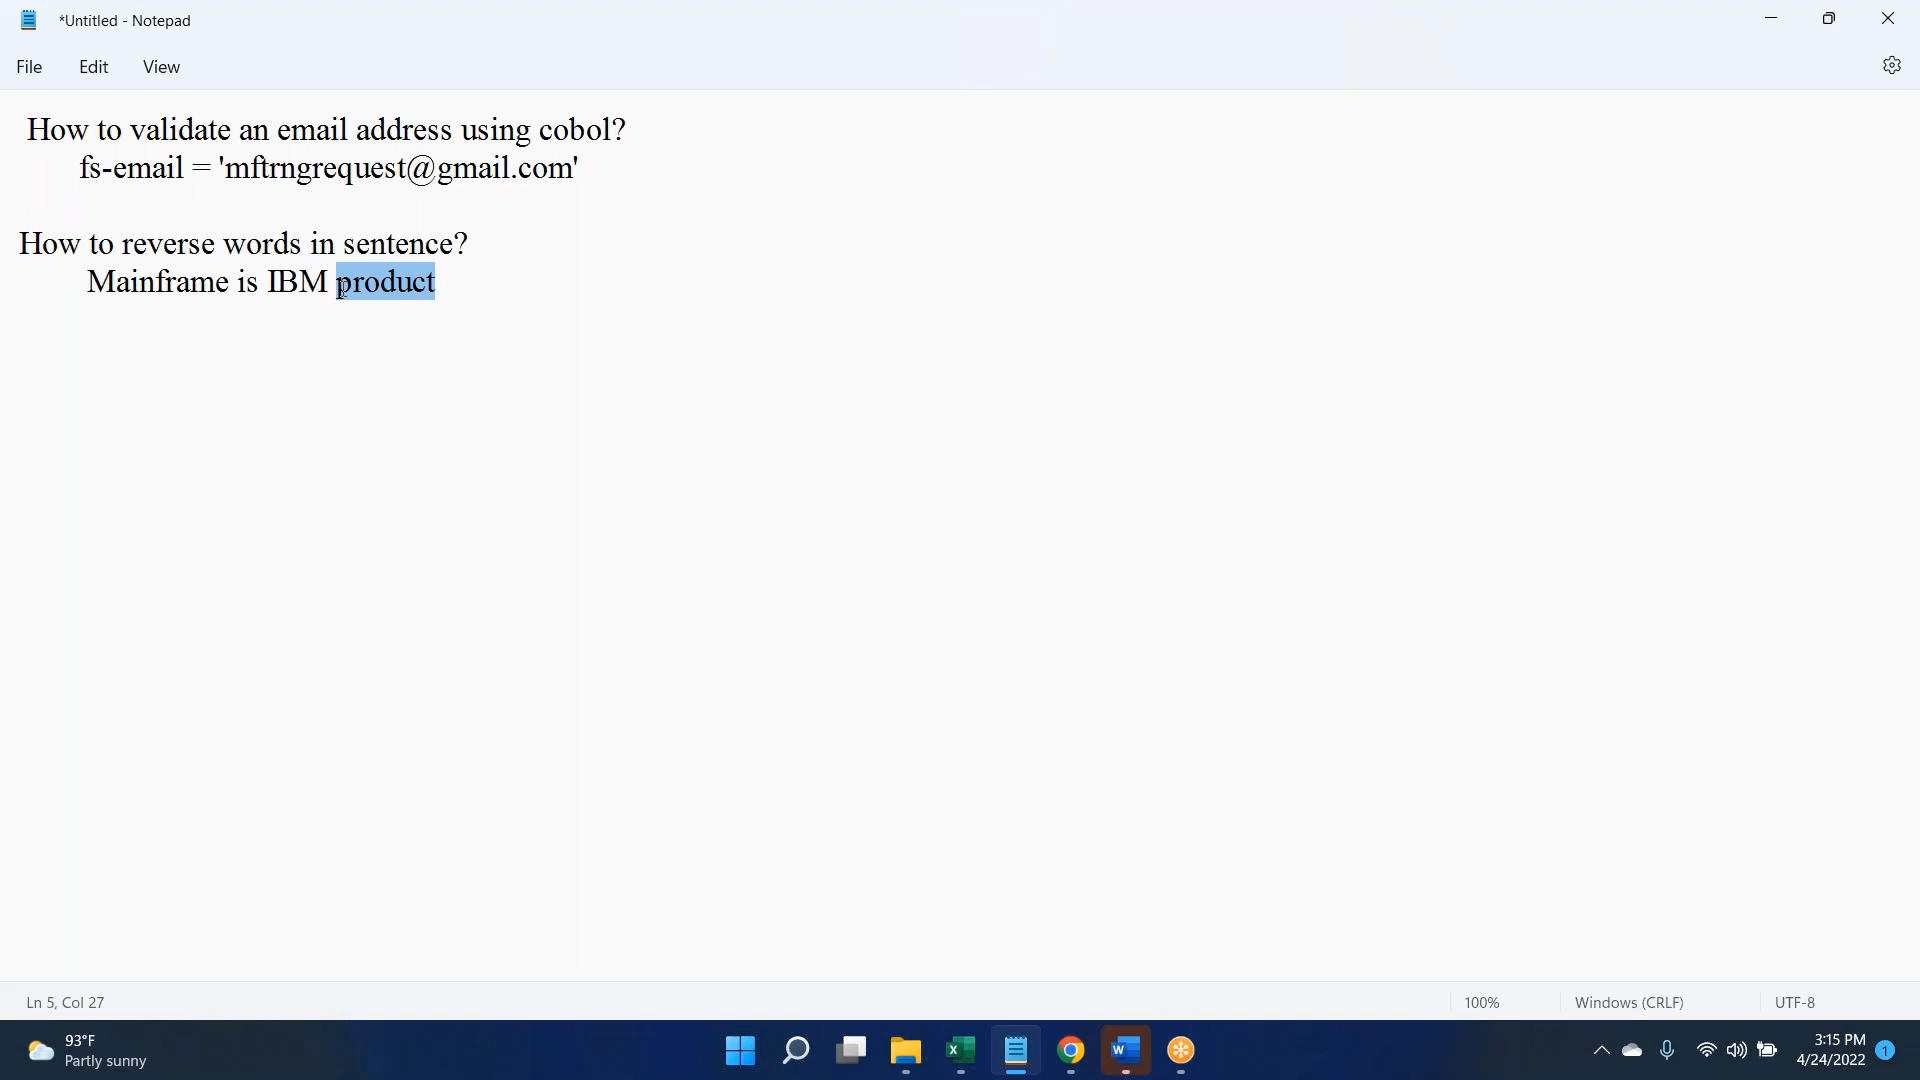 *Untitled - Notepad
File Edit View
How to validate an email address using cobol?
fs-email = 'mftrngrequest@gmail.com'
How to reverse words in sentence?
Mainframe is IBM product
Ln 5, Col 27
100%
Windows (CRLF)
UTF-8
93°F
Partly sunny
X
W
3:15 PM
4/24/2022
1